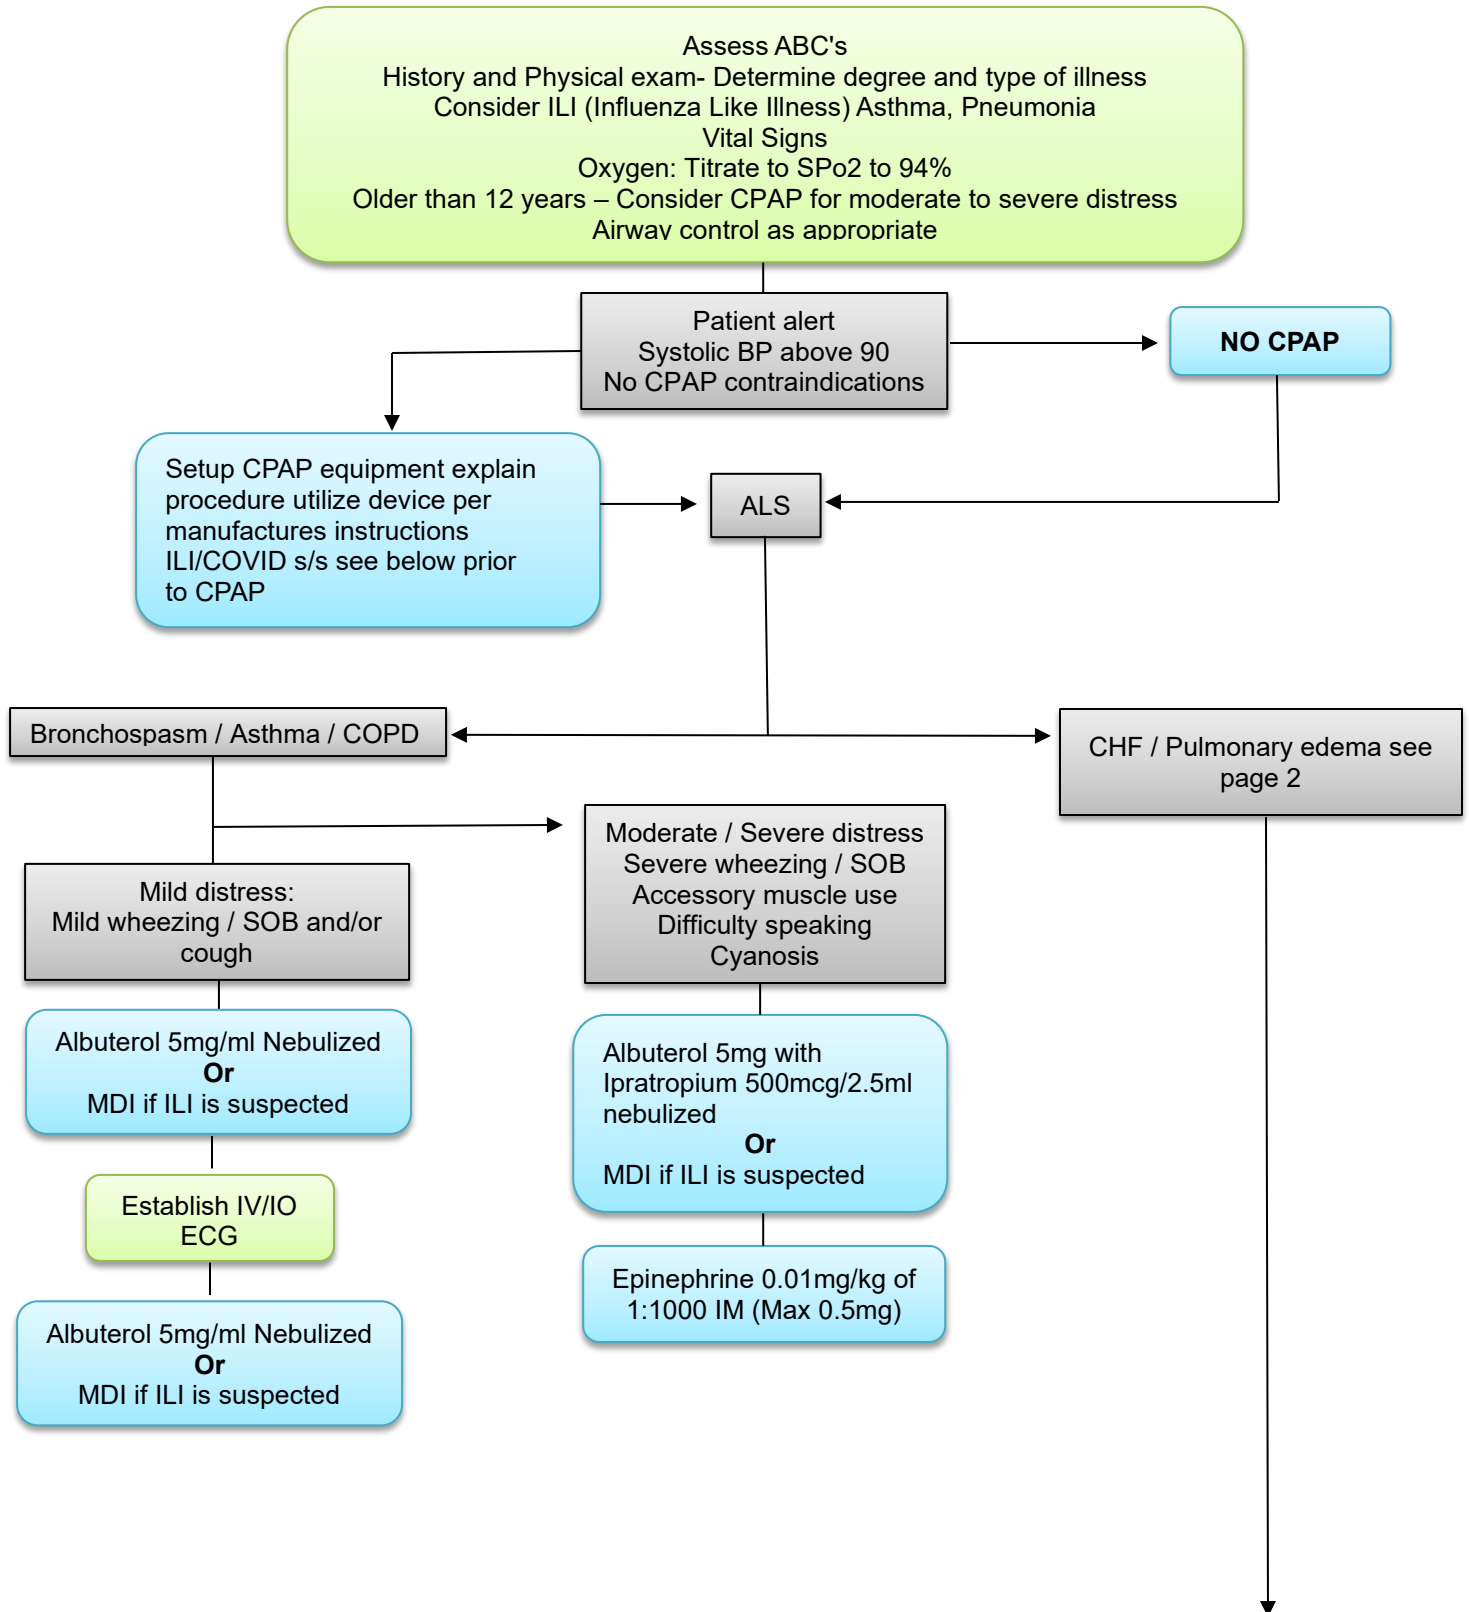 Assess ABC's
History and Physical exam- Determine degree and type of illness
Consider ILI (Influenza Like Illness) Asthma, Pneumonia
Vital Signs
Oxygen: Titrate to SPo2 to 94%
Older than 12 years – Consider CPAP for moderate to severe distress
Airway control as appropriate
Patient alert
Systolic BP above 90
No CPAP contraindications
NO CPAP
Setup CPAP equipment explain
procedure utilize device per
manufactures instructions
ILI/COVID s/s see below prior
to CPAP
ALS
Bronchospasm / Asthma / COPD
CHF / Pulmonary edema see
page 2
Mild distress:
Mild wheezing / SOB and/or
cough
Moderate / Severe distress
Severe wheezing / SOB
Accessory muscle use
Difficulty speaking
Cyanosis
Albuterol 5mg/ml Nebulized
Or
MDI if ILI is suspected
Albuterol 5mg with
Ipratropium 500mcg/2.5ml
nebulized
Or
MDI if ILI is suspected
Establish IV/IO
ECG
Epinephrine 0.01mg/kg of
1:1000 IM (Max 0.5mg)
Albuterol 5mg/ml Nebulized
Or
MDI if ILI is suspected